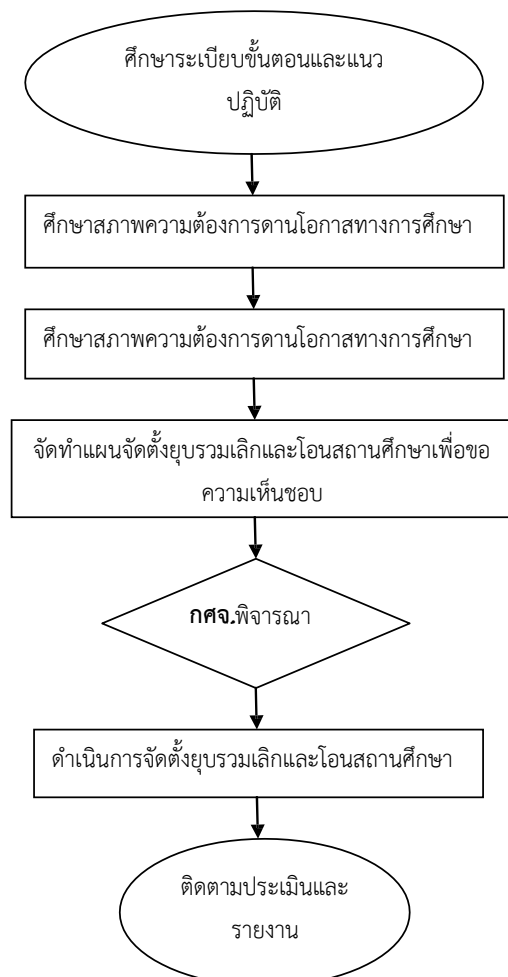 ศึกษาระเบียบขั้นตอนและแนว
ปฏิบัติ
ศึกษาสภาพความต้องการดานโอกาสทางการศึกษา
ศึกษาสภาพความต้องการดานโอกาสทางการศึกษา
จัดทำแผนจัดตั้งยุบรวมเลิกและโอนสถานศึกษาเพื่อขอ
ความเห็นชอบ
กศจ.พิจารณา
ดำเนินการจัดตั้งยุบรวมเลิกและโอนสถานศึกษา
ติดตามประเมินและ
รายงาน